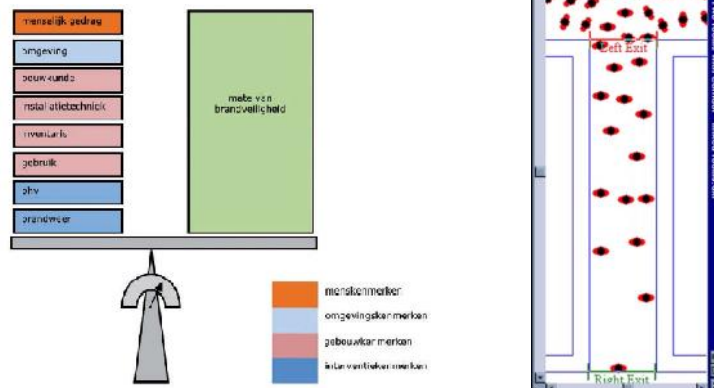 menselijk gedrag
omgeving
bouwkunde
installatietechniek
inventaris
gebruik
bhv
brandweer
mate van
brandveiligheid
menskenmerken
omgevingskenmerken
gebouwkenmerken
interventiekenmerken
Left Exit
Right Exit